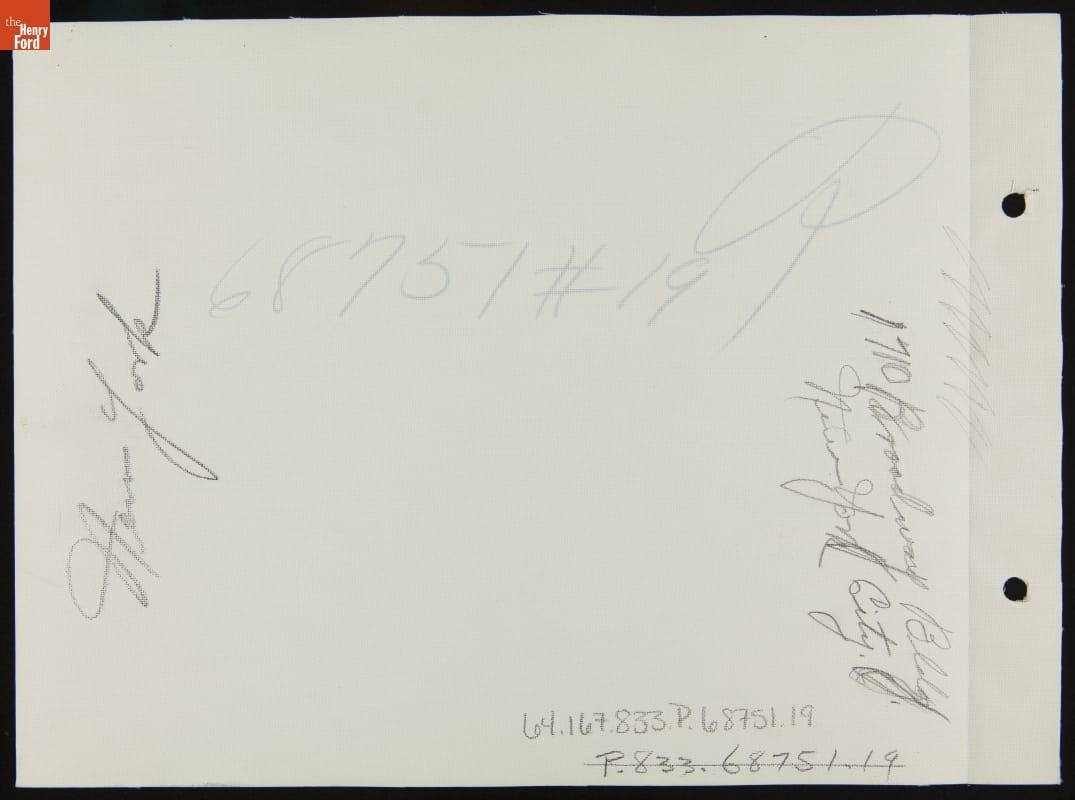 the
Henry
Ford
68751#19
New York
1710 Broadway Bldg
New York City.
64.167.833.P.68751.19
P.833.68751.19